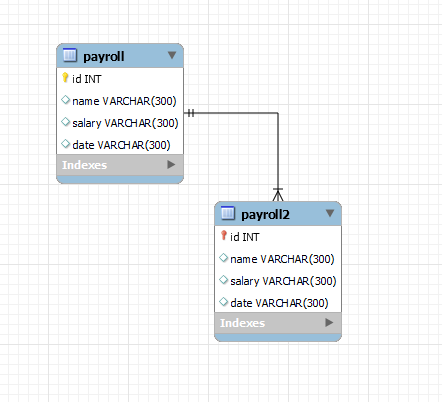 payroll
id INT
name VARCHAR(300)
salary VARCHAR(300)
date VARCHAR(300)
Indexes
payroll2
id INT
name VARCHAR(300)
salary VARCHAR(300)
date VARCHAR(300)
Indexes